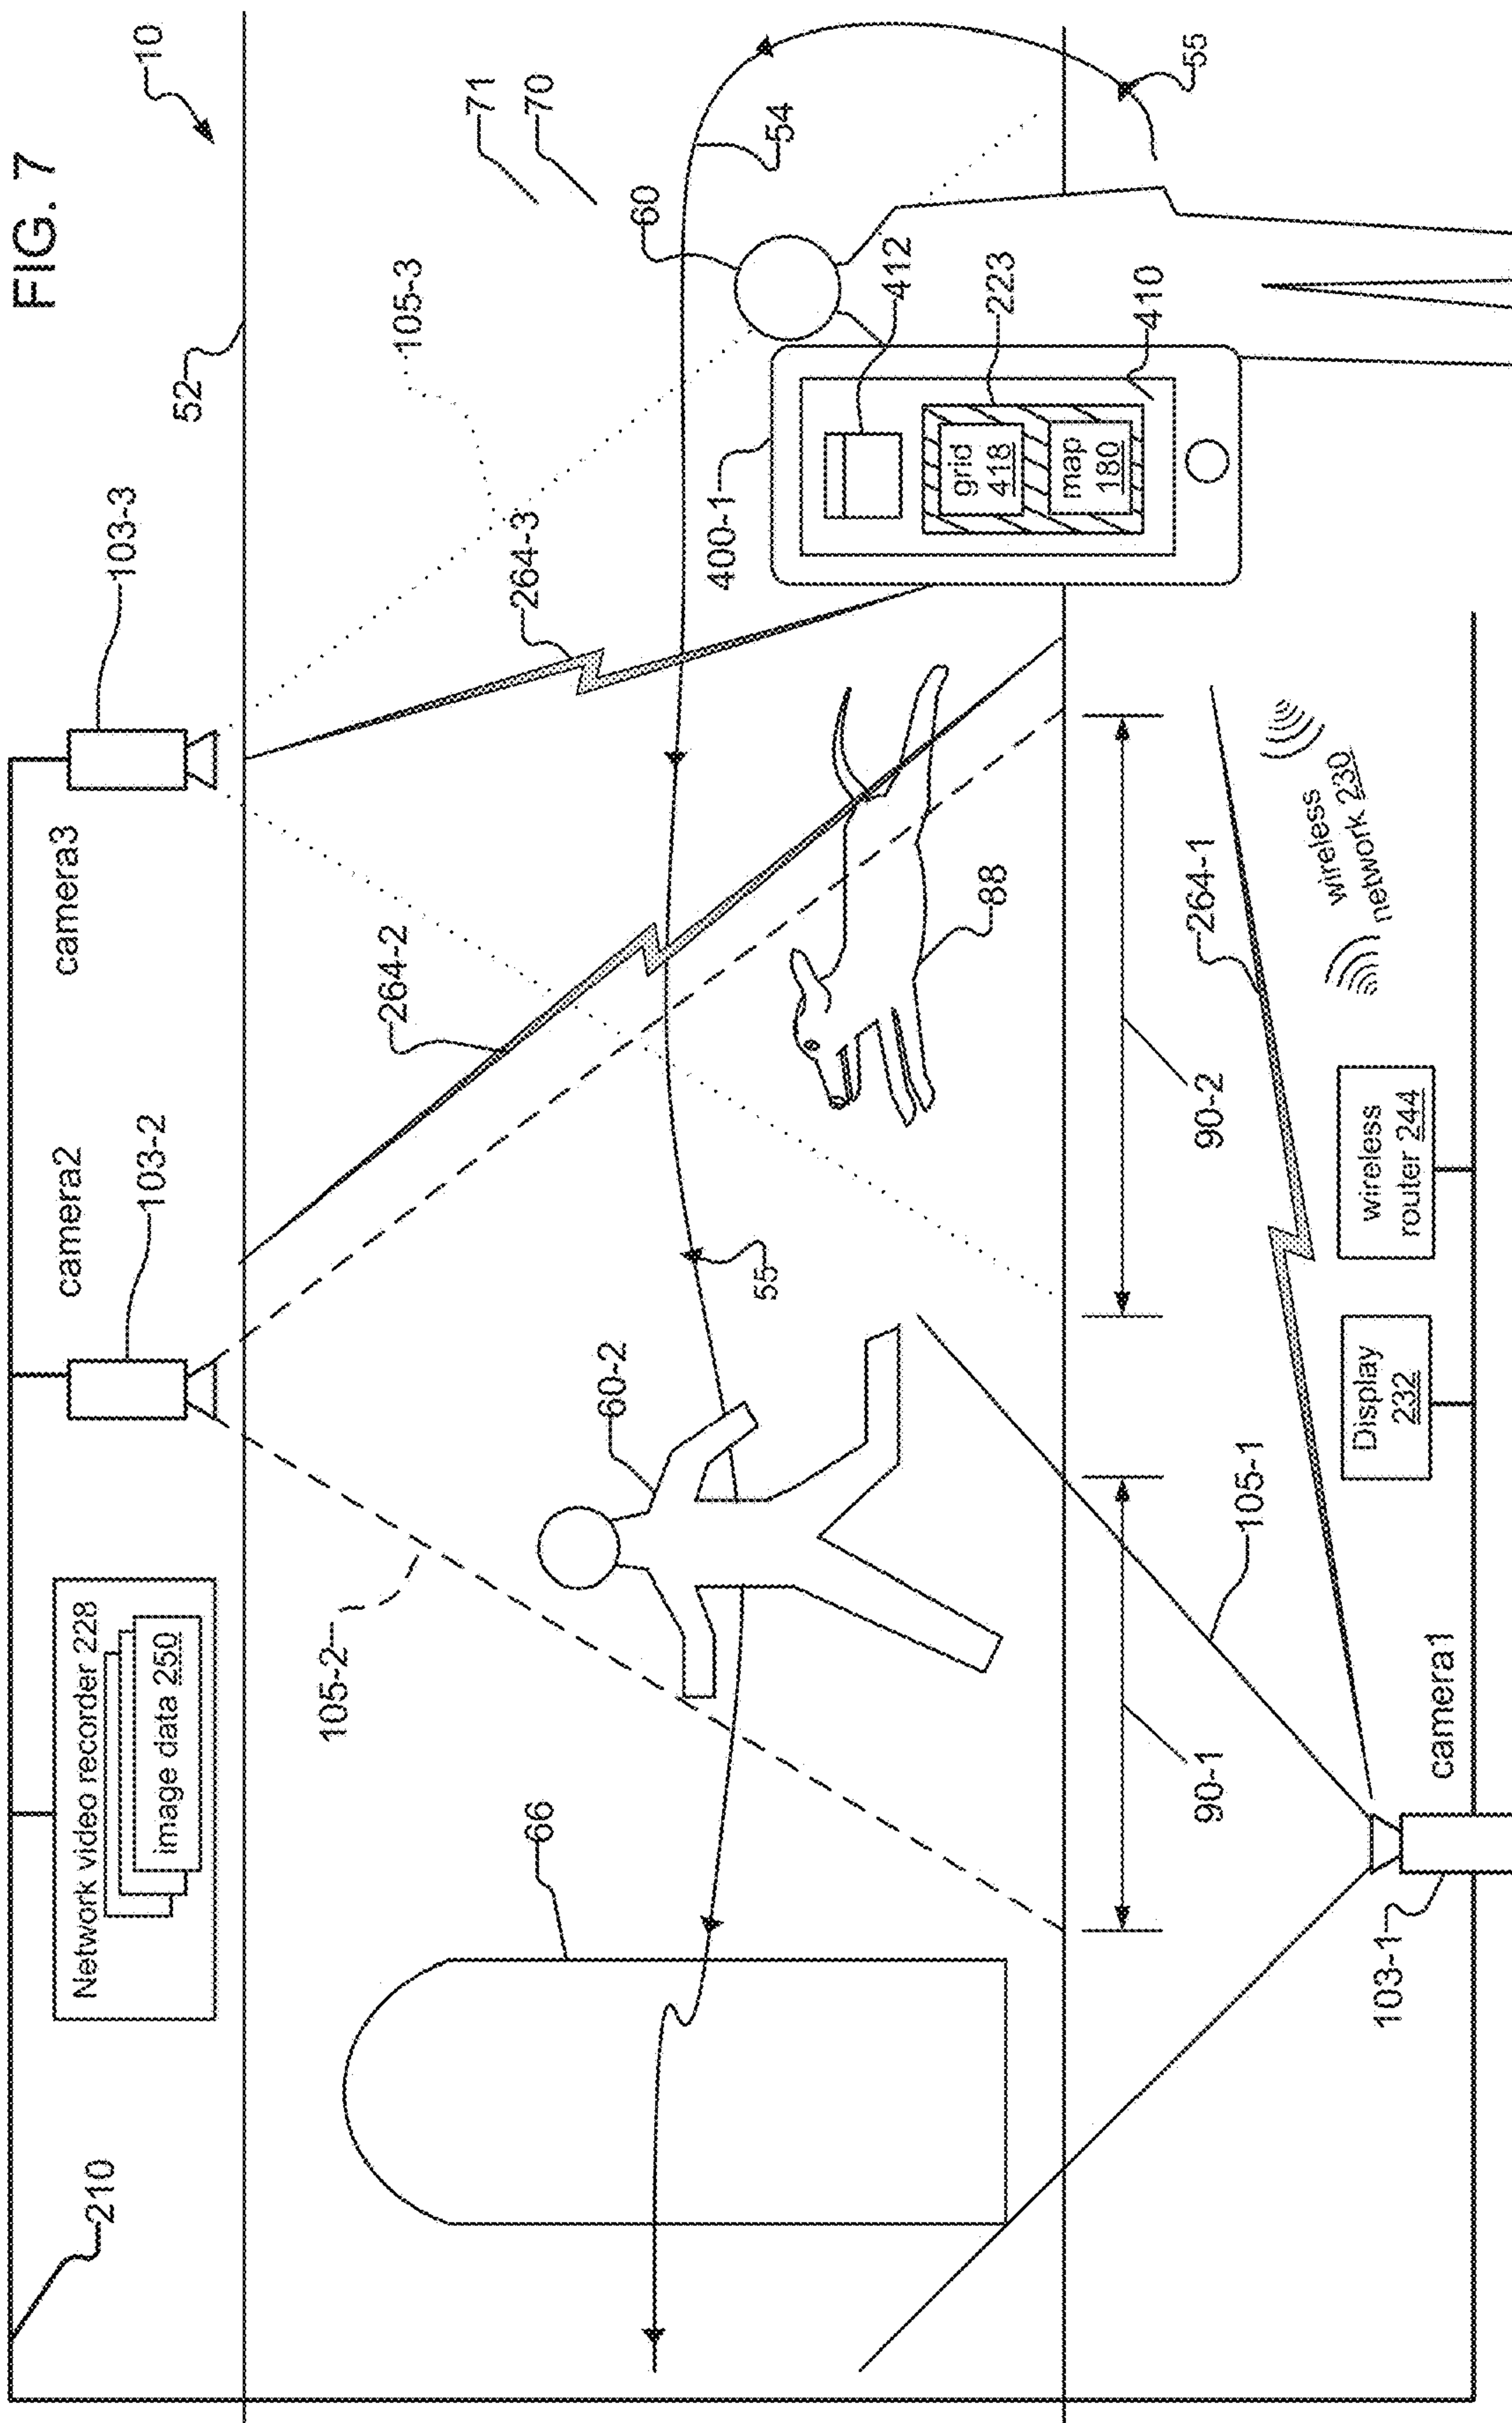 FIG. 7
10
210
Network video recorder 228
image data 250
camera2
103-2
camera3
103-3
52
71
70
105-3
105-2
264-2
264-3
54
60
66
60-2
55
88
400-1
412
grid
418
map
180
223
410
55
90-1
90-2
105-1
264-1
wireless
network 230
103-1
camera1
Display
232
wireless
router 244